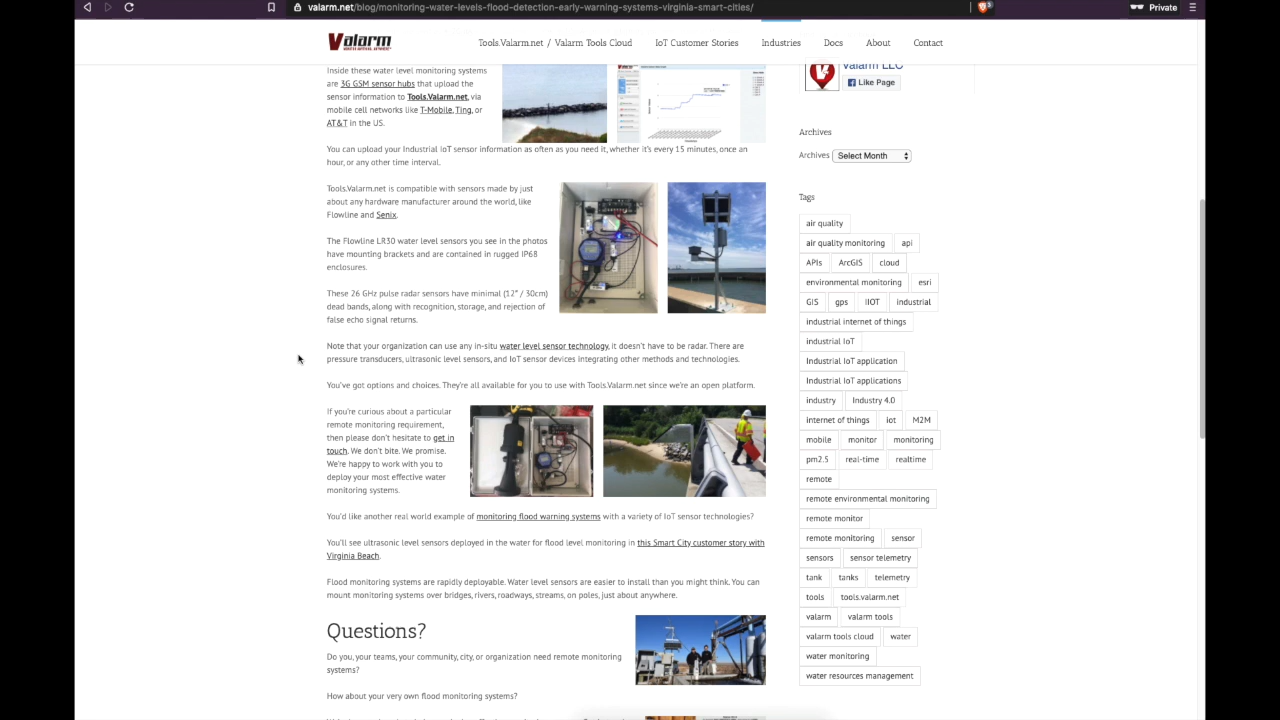 valarm.net/blog/monitoring-water-levels-flood-detection-early-warning-systems-virginia-smart-cities/
3
Private
Valarm
Tools.Valarm.net / Valarm Tools Cloud
IoT Customer Stories
Industries
Docs
About
Contact
Inside these water level monitoring systems
are 3G GSM sensor hubs that upload the
sensor information to Tools.Valarm.net, via
mobile cell networks like T-Mobile, Ting, or
AT&T in the US.
You can upload your Industrial IoT sensor information as often as you need it, whether it's every 15 minutes, once an
hour, or any other time interval.
Tools.Valarm.net is compatible with sensors made by just
about any hardware manufacturer around the world, like
Flowline and Senix.
The Flowline LR30 water level sensors you see in the photos
have mounting brackets and are contained in rugged IP68
enclosures.
These 26 GHz pulse radar sensors have minimal (12" / 30cm)
dead bands, along with recognition, storage, and rejection of
false echo signal returns.
Note that your organization can use any in-situ water level sensor technology, it doesn't have to be radar. There are
pressure transducers, ultrasonic level sensors, and IoT sensor devices integrating other methods and technologies.
You've got options and choices. They're all available for you to use with Tools.Valarm.net since we're an open platform.
If you're curious about a particular
remote monitoring requirement,
then please don't hesitate to get in
touch. We don't bite. We promise.
We're happy to work with you to
deploy your most effective water
monitoring systems.
You'd like another real world example of monitoring flood warning systems with a variety of IoT sensor technologies?
You'll see ultrasonic level sensors deployed in the water for flood level monitoring in this Smart City customer story with
Virginia Beach.
Flood monitoring systems are rapidly deployable. Water level sensors are easier to install than you might think. You can
mount monitoring systems over bridges, rivers, roadways, streams, on poles, just about anywhere.
Questions?
Do you, your teams, your community, city, or organization need remote monitoring
systems?
How about your very own flood monitoring systems?
Valarm LLC
Like Page
Archives
Archives Select Month
Tags
air quality
air quality monitoring api
APIs ArcGIS cloud
environmental monitoring esri
GIS gps IIOT industrial
industrial internet of things
industrial IoT
Industrial IoT application
Industrial IoT applications
industry Industry 4.0
internet of things iot M2M
mobile monitor monitoring
pm2.5 real-time realtime
remote
remote environmental monitoring
remote monitor
remote monitoring sensor
sensors sensor telemetry
tank tanks telemetry
tools tools.valarm.net
valarm valarm tools
valarm tools cloud water
water monitoring
water resources management